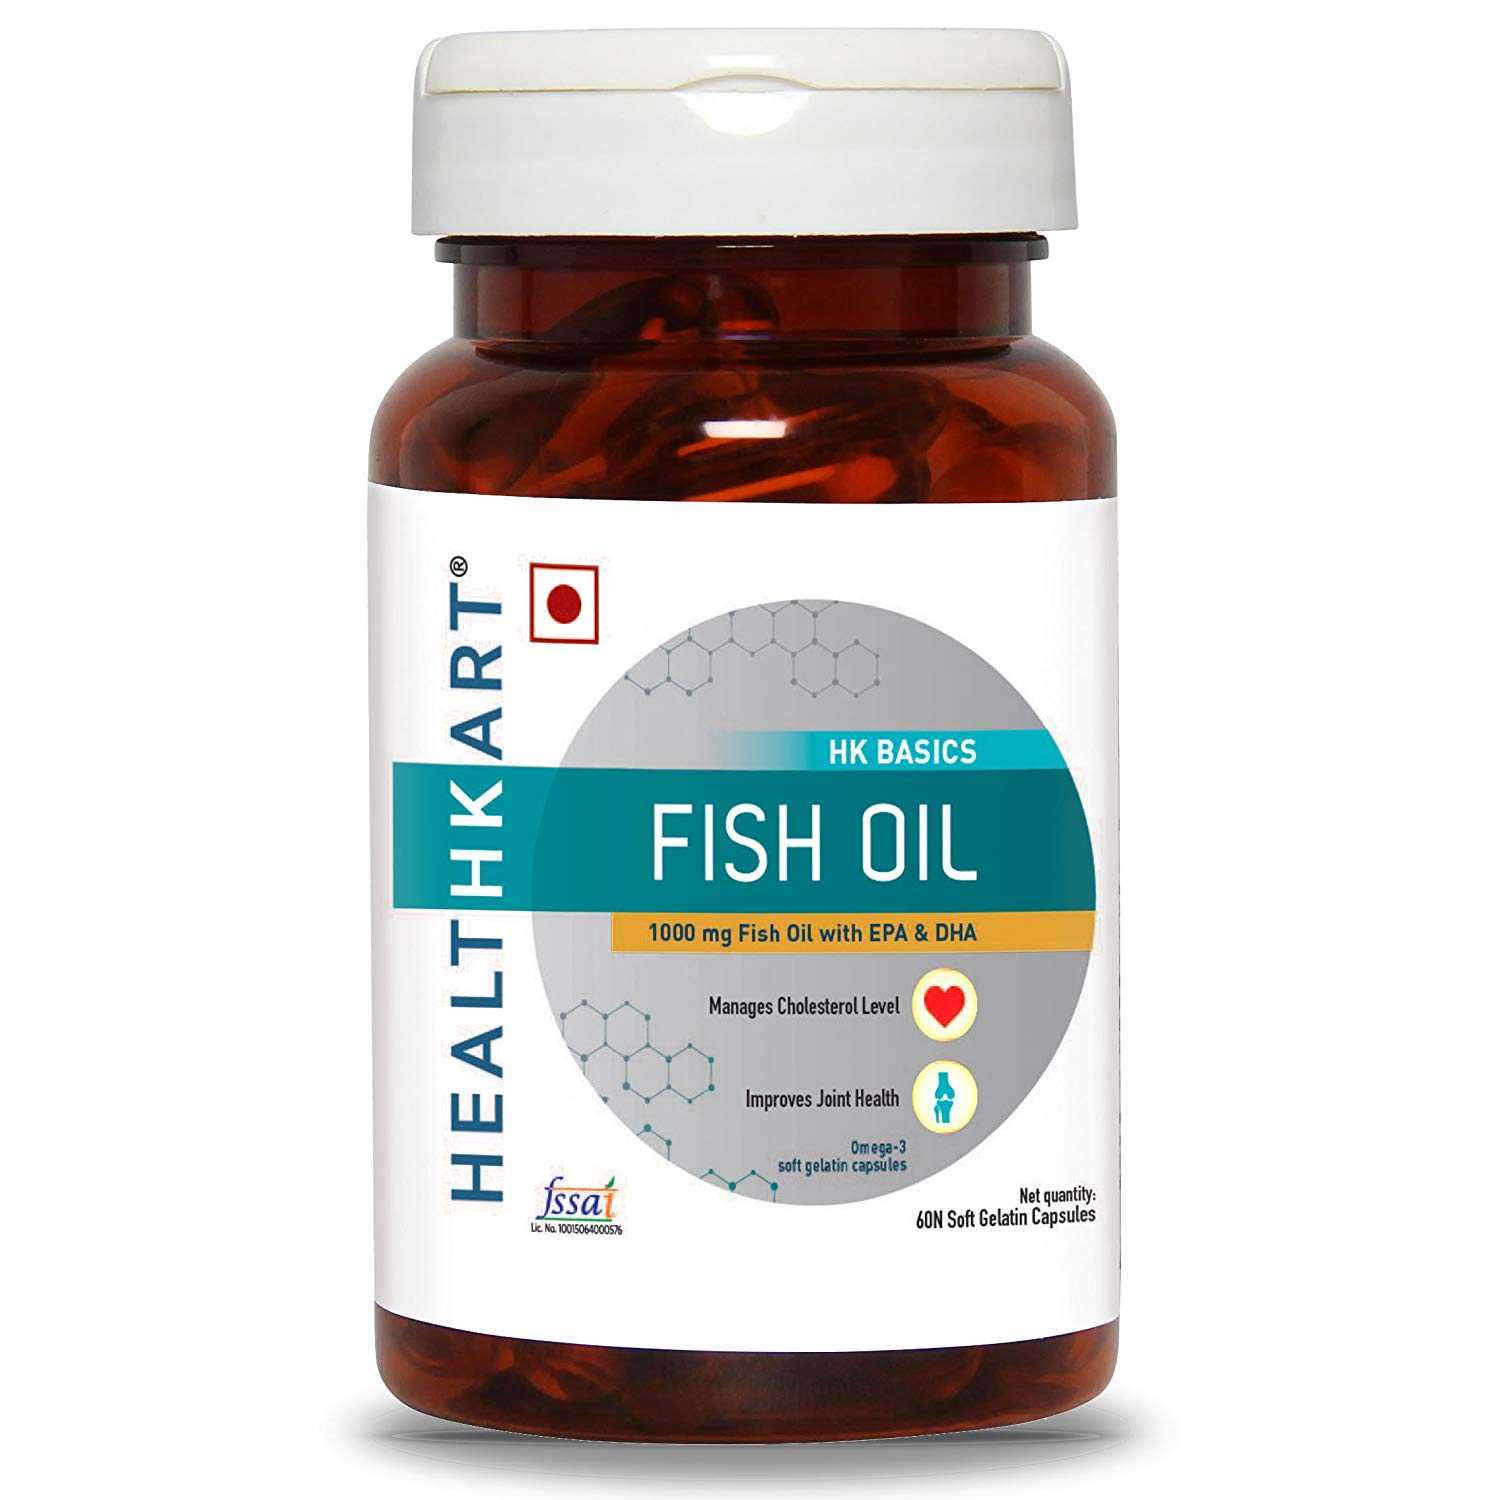 HEALTHKART®
HK BASICS
FISH OIL
1000 mg Fish Oil with EPA & DHA
Manages Cholesterol Level
Improves Joint Health
Omega-3
soft gelatin capsules
fssai
Lic. No. 10015064000576
Net quantity:
60N Soft Gelatin Capsules